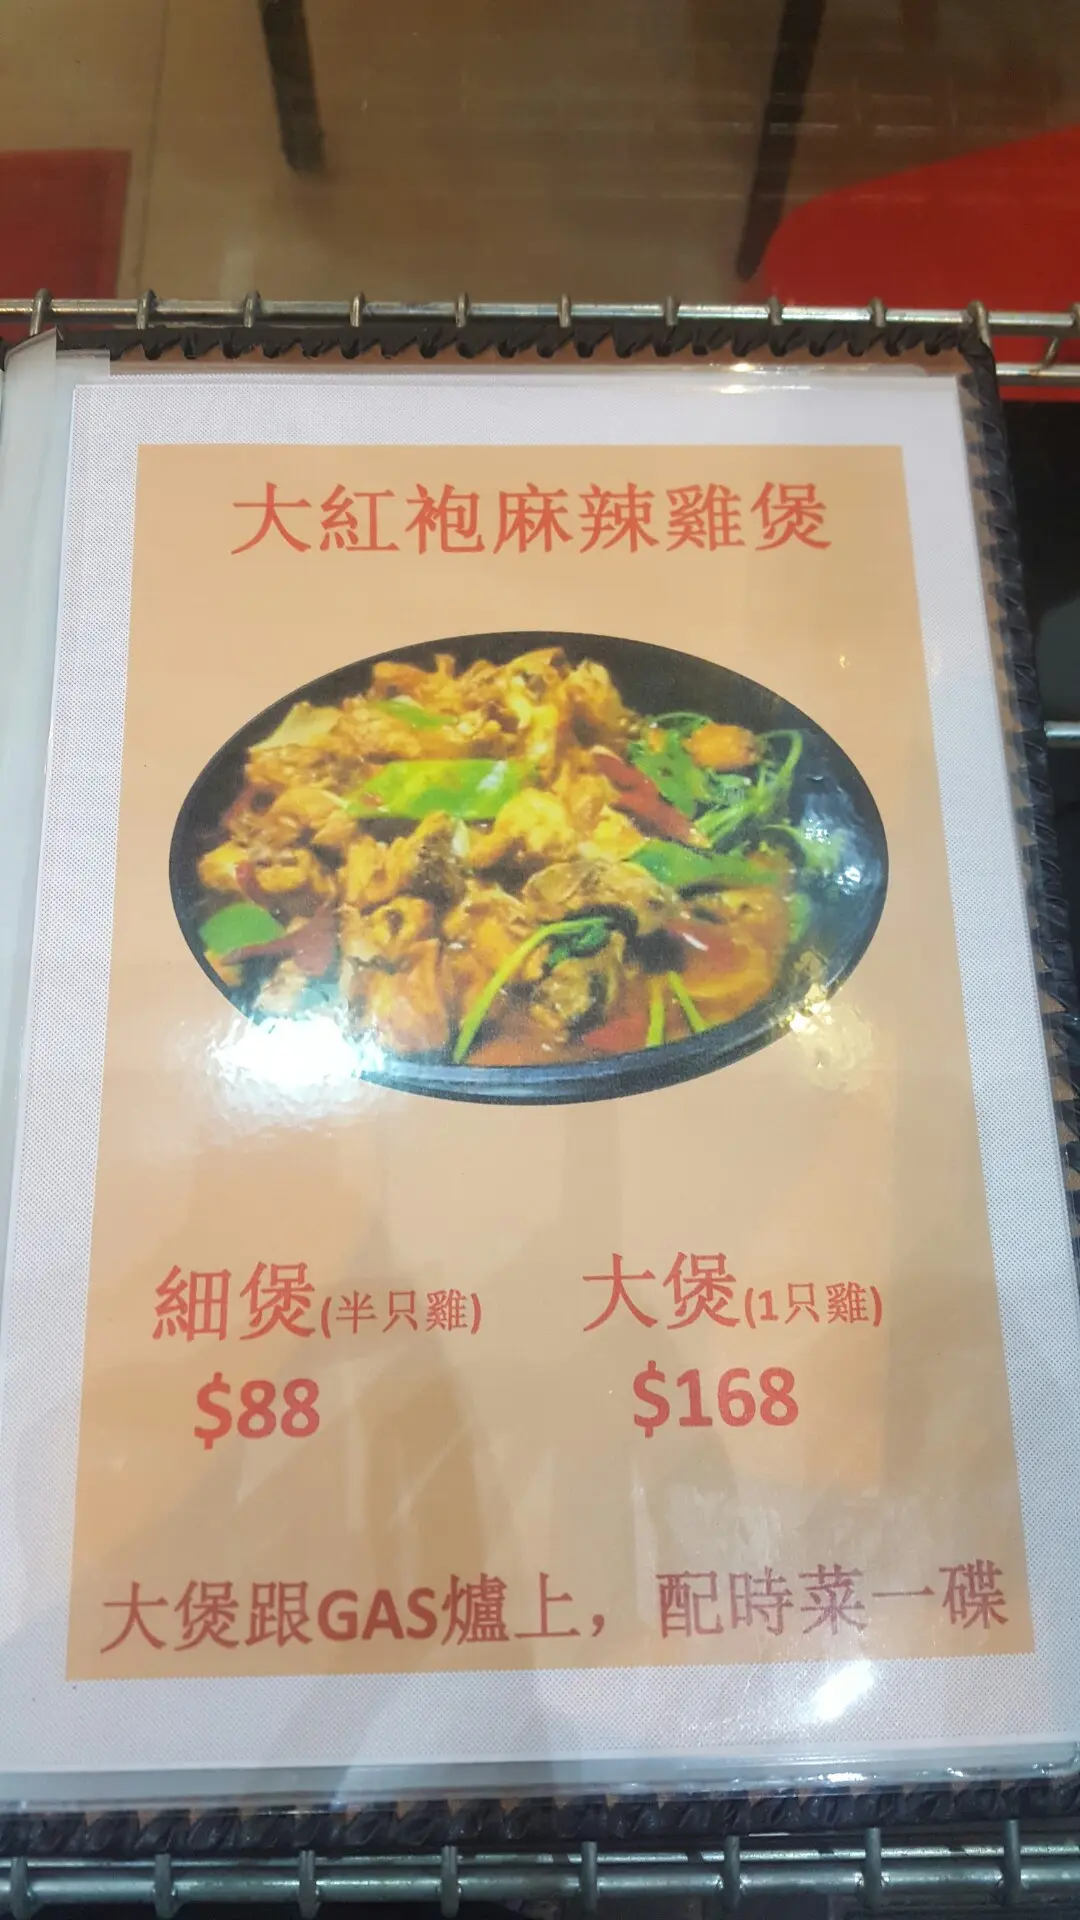 大紅袍麻辣雞煲
細煲(半只雞) 大煲(1只雞)
$88 $168
大煲跟GAS爐上，配時菜一碟